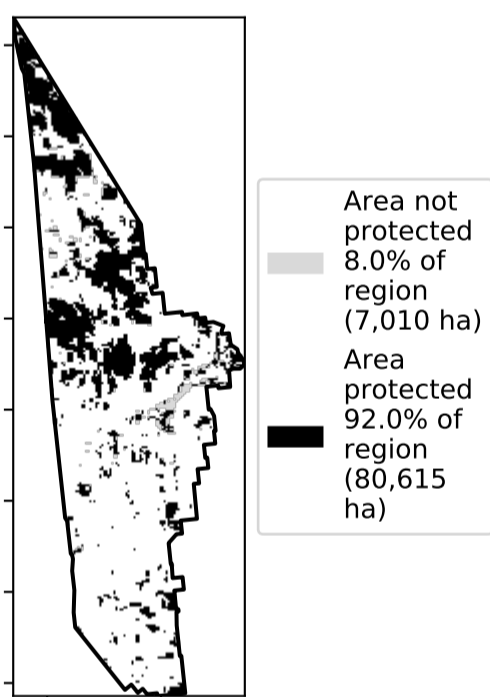 Area not
protected
8.0% of
region
(7,010 ha)
Area
protected
92.0% of
region
(80,615
ha)